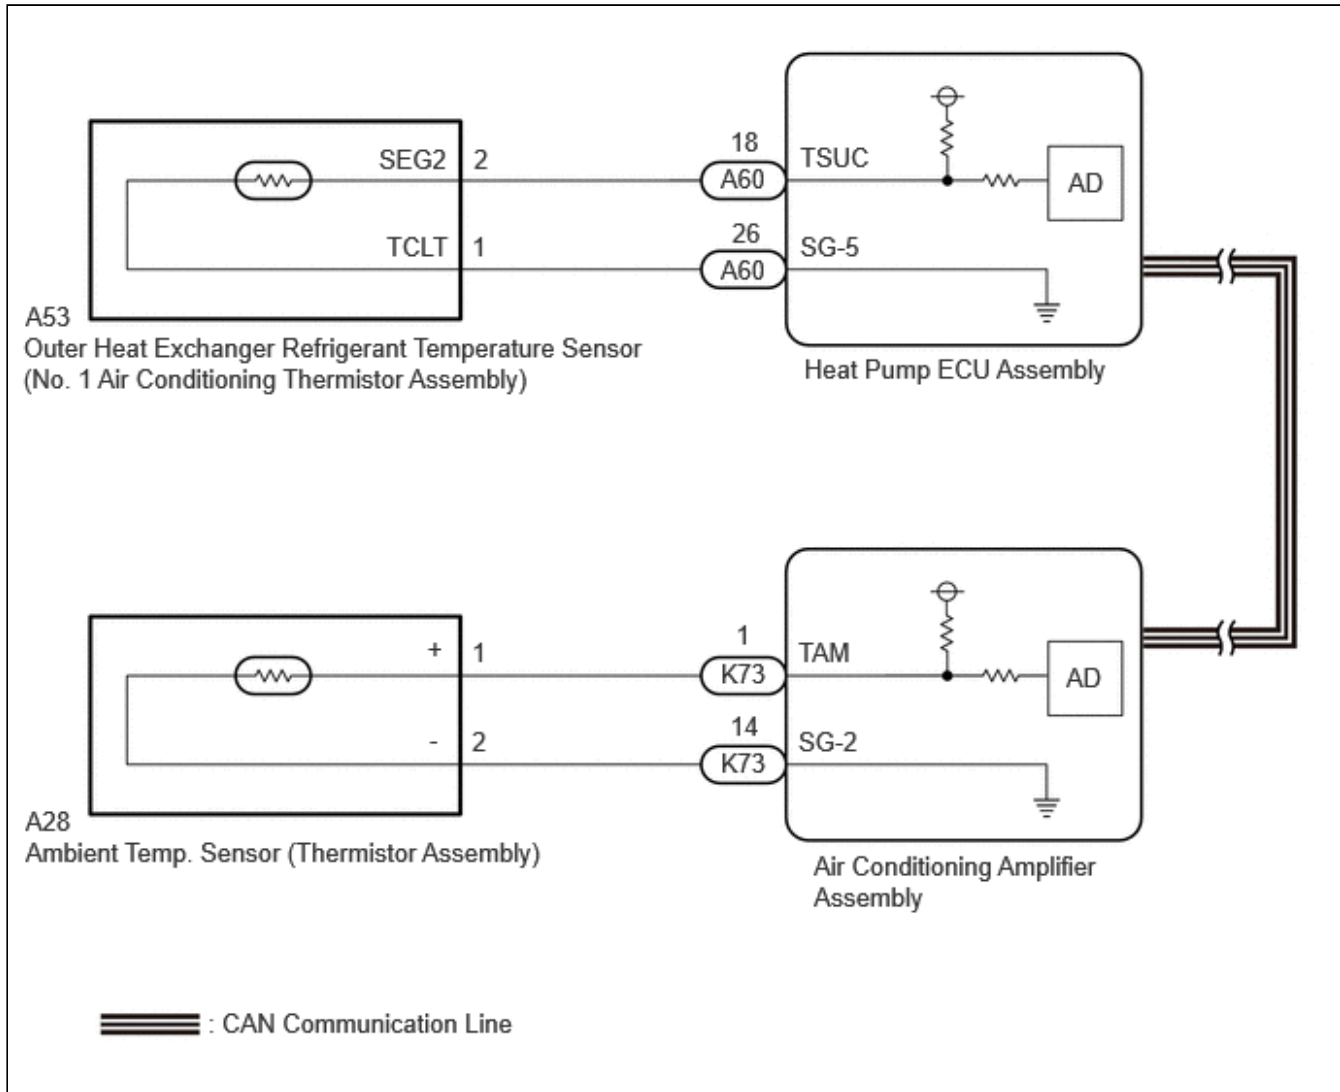 SEG2 2
18
A60
TSUC
AD
TCLT 1
26
A60
SG-5
A53
Outer Heat Exchanger Refrigerant Temperature Sensor
(No. 1 Air Conditioning Thermistor Assembly)
Heat Pump ECU Assembly
+ 1
1
K73
TAM
AD
- 2
14
K73
SG-2
A28
Ambient Temp. Sensor (Thermistor Assembly)
Air Conditioning Amplifier
Assembly
: CAN Communication Line